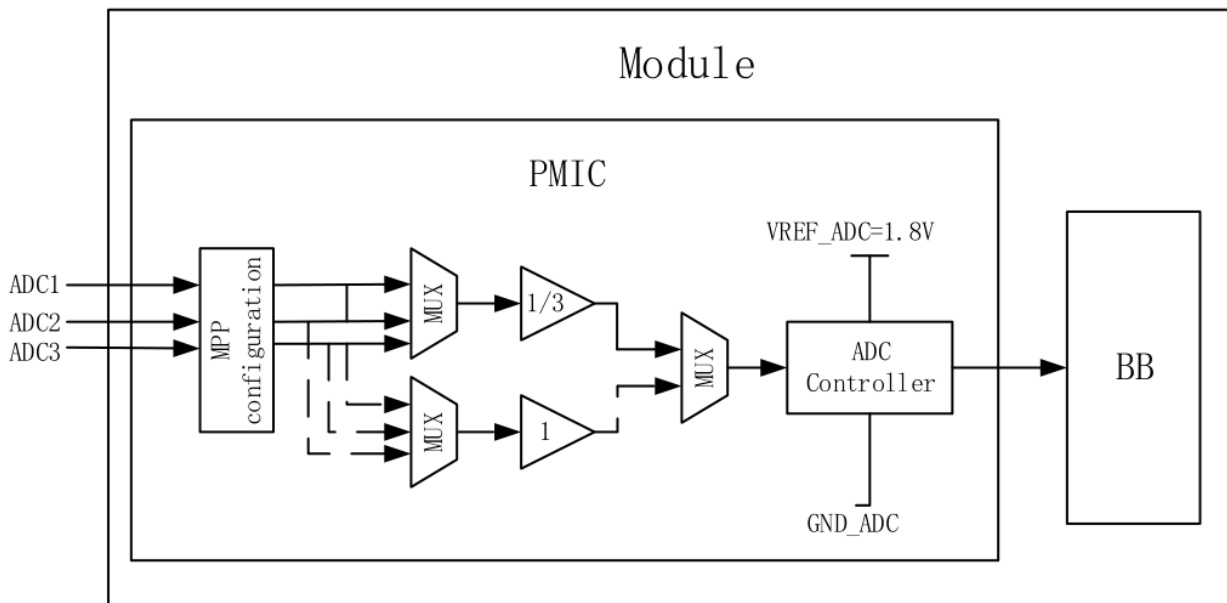 Module
PMIC
VREF_ADC=1.8V
ADC1
ADC2
ADC3
MPP
configuration
MUX
1/3
MUX
1
MUX
ADC
Controller
GND_ADC
BB